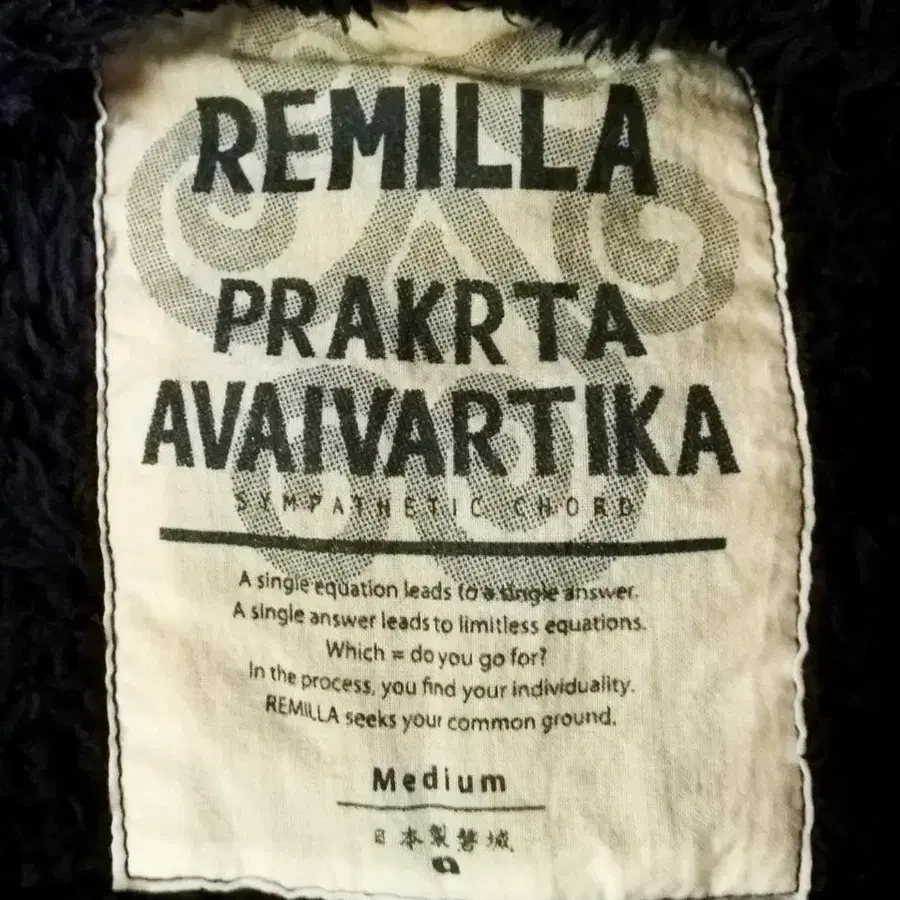 REMILLA
PRAKRTA
AVAIVARTIKA
SYMPATHETIC CHORD
A single equation leads to a single answer.
A single answer leads to limitless equations.
Which = do you go for?
In the process, you find your individuality.
REMILLA seeks your common ground.
Medium
日本製磐城